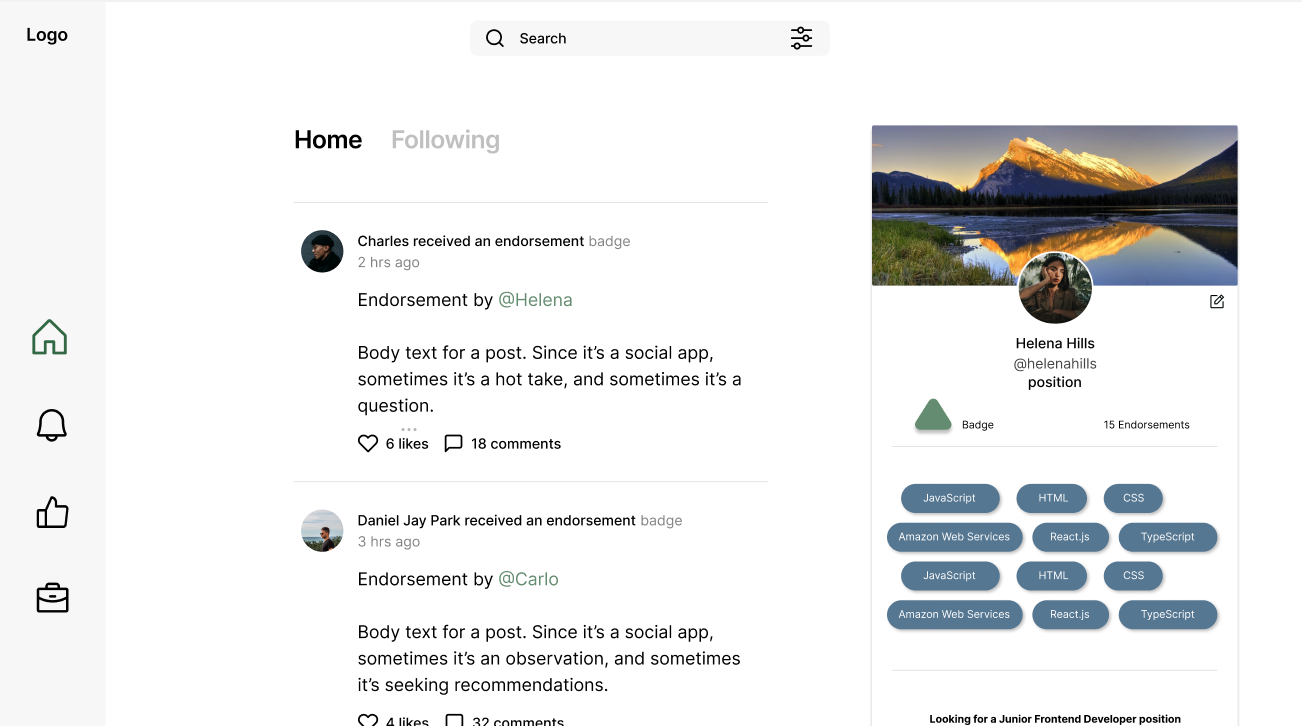 Logo
Search
Home
Following
Charles received an endorsement badge
2 hrs ago
Endorsement by @Helena
Body text for a post. Since it’s a social app,
sometimes it’s a hot take, and sometimes it’s a
question.
6 likes
18 comments
Daniel Jay Park received an endorsement badge
3 hrs ago
Endorsement by @Carlo
Body text for a post. Since it’s a social app,
sometimes it’s an observation, and sometimes
it’s seeking recommendations.
4 likes
32 comments
Helena Hills
@helenahills
position
Badge
15 Endorsements
JavaScript
HTML
CSS
Amazon Web Services
React.js
TypeScript
JavaScript
HTML
CSS
Amazon Web Services
React.js
TypeScript
Looking for a Junior Frontend Developer position